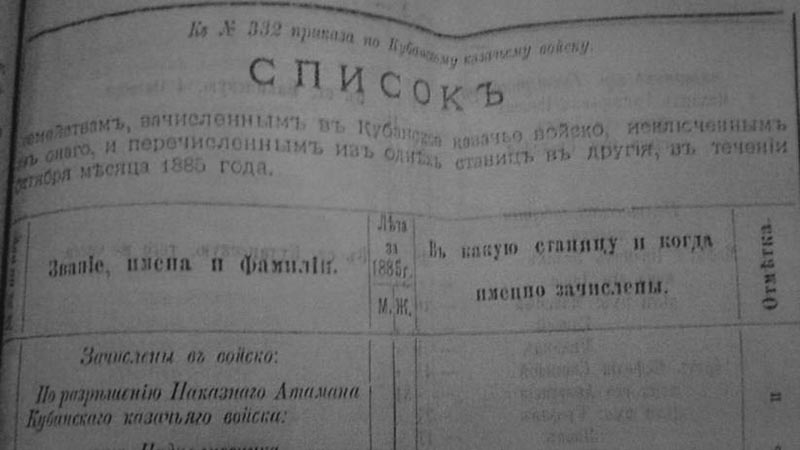 Къ № 332 приказа по Кубанскому казачьему войску.
СПИСОКЪ
семействамъ, зачисленнымъ въ Кубанское казачье войско, исключеннымъ
изъ онаго, и перечисленнымъ изъ однѣхъ станицъ въ другія, въ теченіи
октября мѣсяца 1885 года.
Званіе, имена и фамиліи.
Лѣта
за
1885г.
М. Ж.
Въ какую станицу и когда
именно зачислены.
Отмѣтка.
Зачислены въ войско:
По разрѣшенію Наказнаго Атамана
Кубанскаго казачьяго войска: